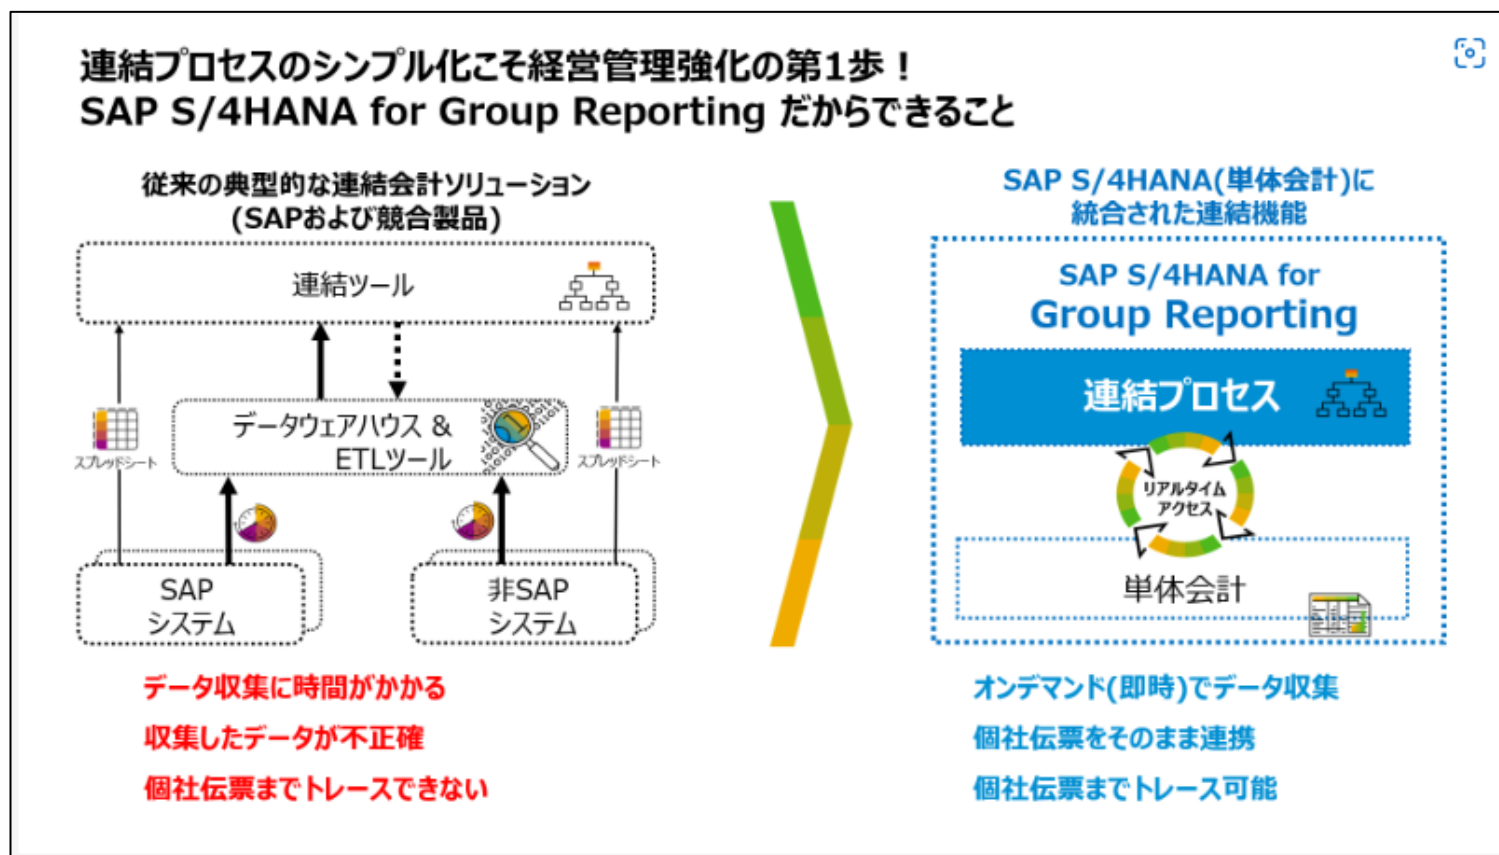 連結プロセスのシンプル化こそ経営管理強化の第1歩！
SAP S/4HANA for Group Reporting だからできること
従来の典型的な連結会計ソリューション
(SAPおよび競合製品)
連結ツール
データウェアハウス &
ETLツール
スプレッドシート
スプレッドシート
SAP
システム
非SAP
システム
データ収集に時間がかかる
収集したデータが不正確
個社伝票までトレースできない
SAP S/4HANA(単体会計)に
統合された連結機能
SAP S/4HANA for
Group Reporting
連結プロセス
リアルタイム
アクセス
単体会計
オンデマンド(即時)でデータ収集
個社伝票をそのまま連携
個社伝票までトレース可能